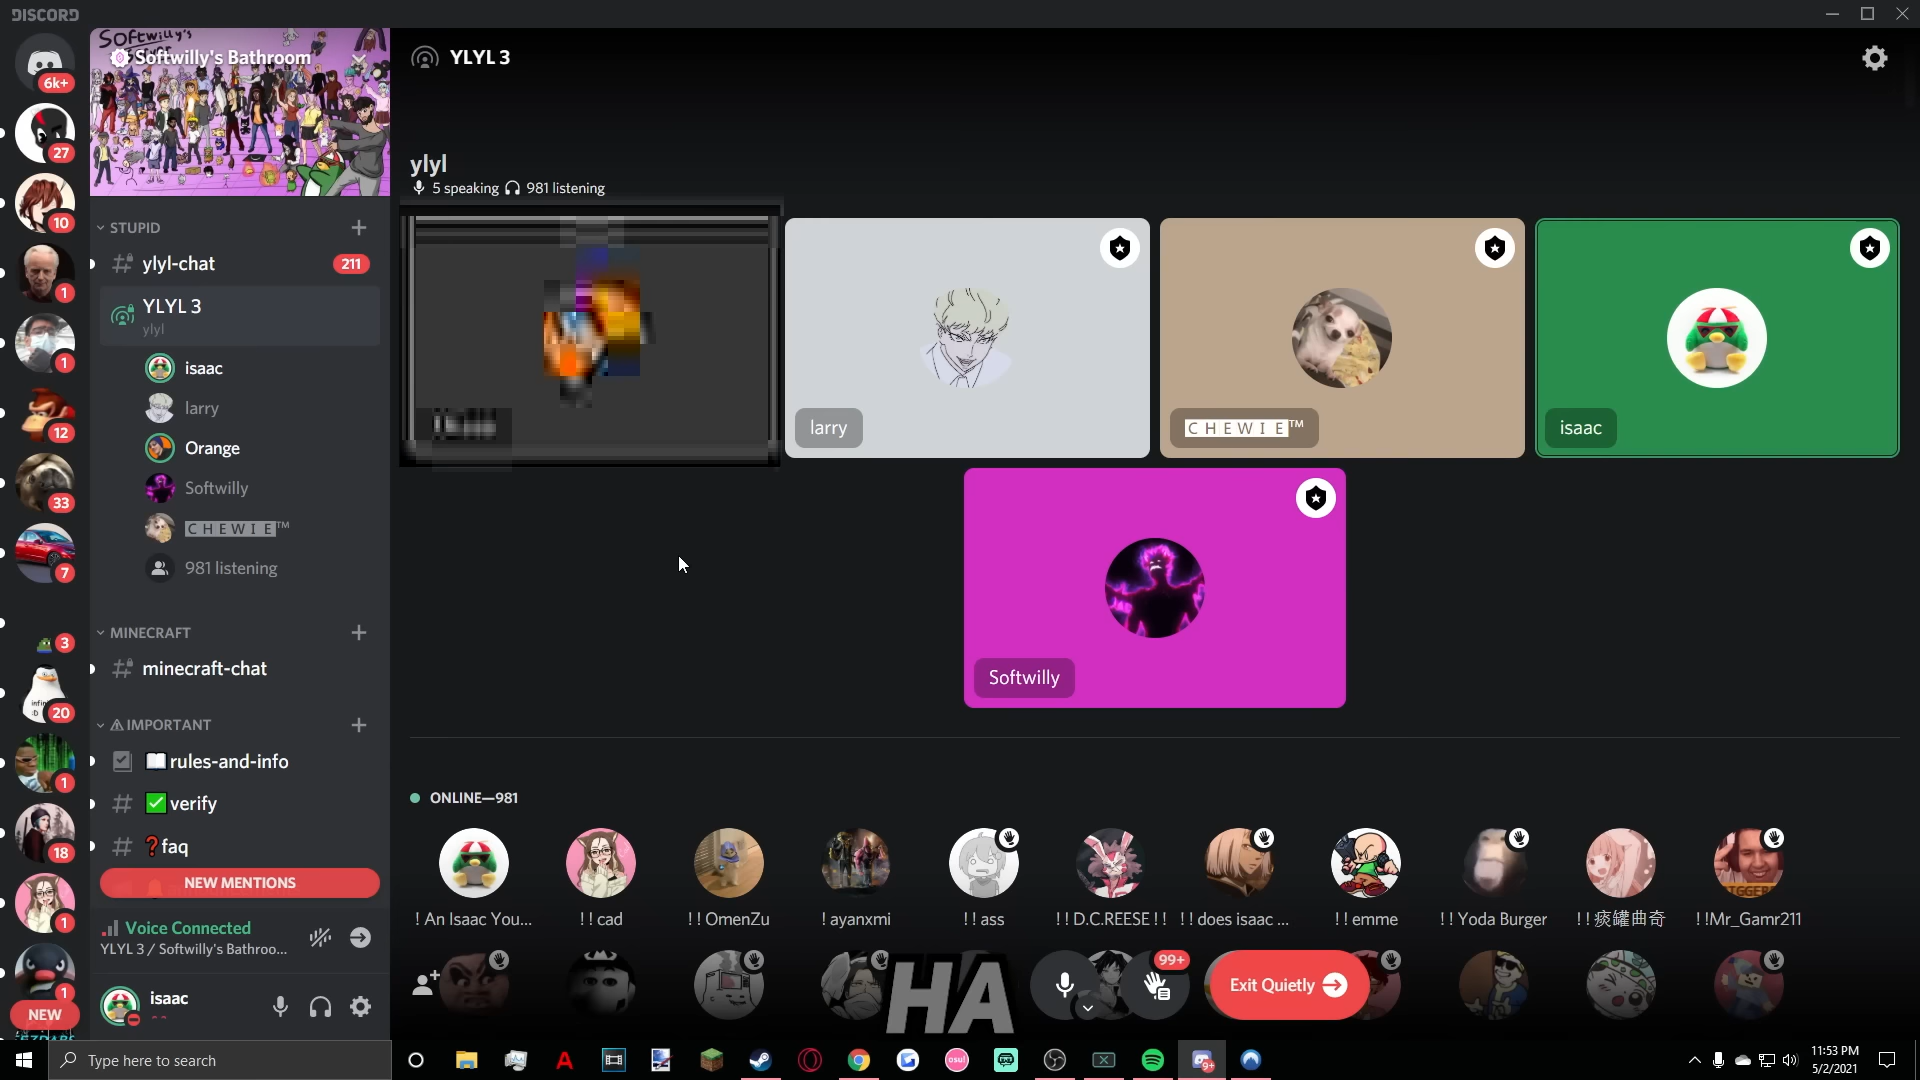 DISCORD
6k+
27
10
1
1
12
33
7
3
20
1
18
1
1
NEW
SOFTWilly's
Softwilly's Bathroom
STUPID
ylyl-chat
211
YLYL 3
ylyl
isaac
larry
Orange
Softwilly
C H E W I E™
981 listening
MINECRAFT
minecraft-chat
⚠IMPORTANT
📖rules-and-info
✅verify
❓faq
NEW MENTIONS
Voice Connected
YLYL 3 / Softwilly's Bathroo...
isaac
YLYL 3
ylyl
5 speaking 981 listening
larry
C H E W I E™
isaac
Softwilly
ONLINE—981
! An Isaac You...
! ! cad
! ! OmenZu
! ayanxmi
! ! ass
! ! D.C.REESE ! !
! ! does isaac ...
! ! emme
! ! Yoda Burger
! ! 痰罐曲奇
! !Mr_Gamr211
HA
99+
Exit Quietly
Type here to search
osu!
9+
11:53 PM
5/2/2021